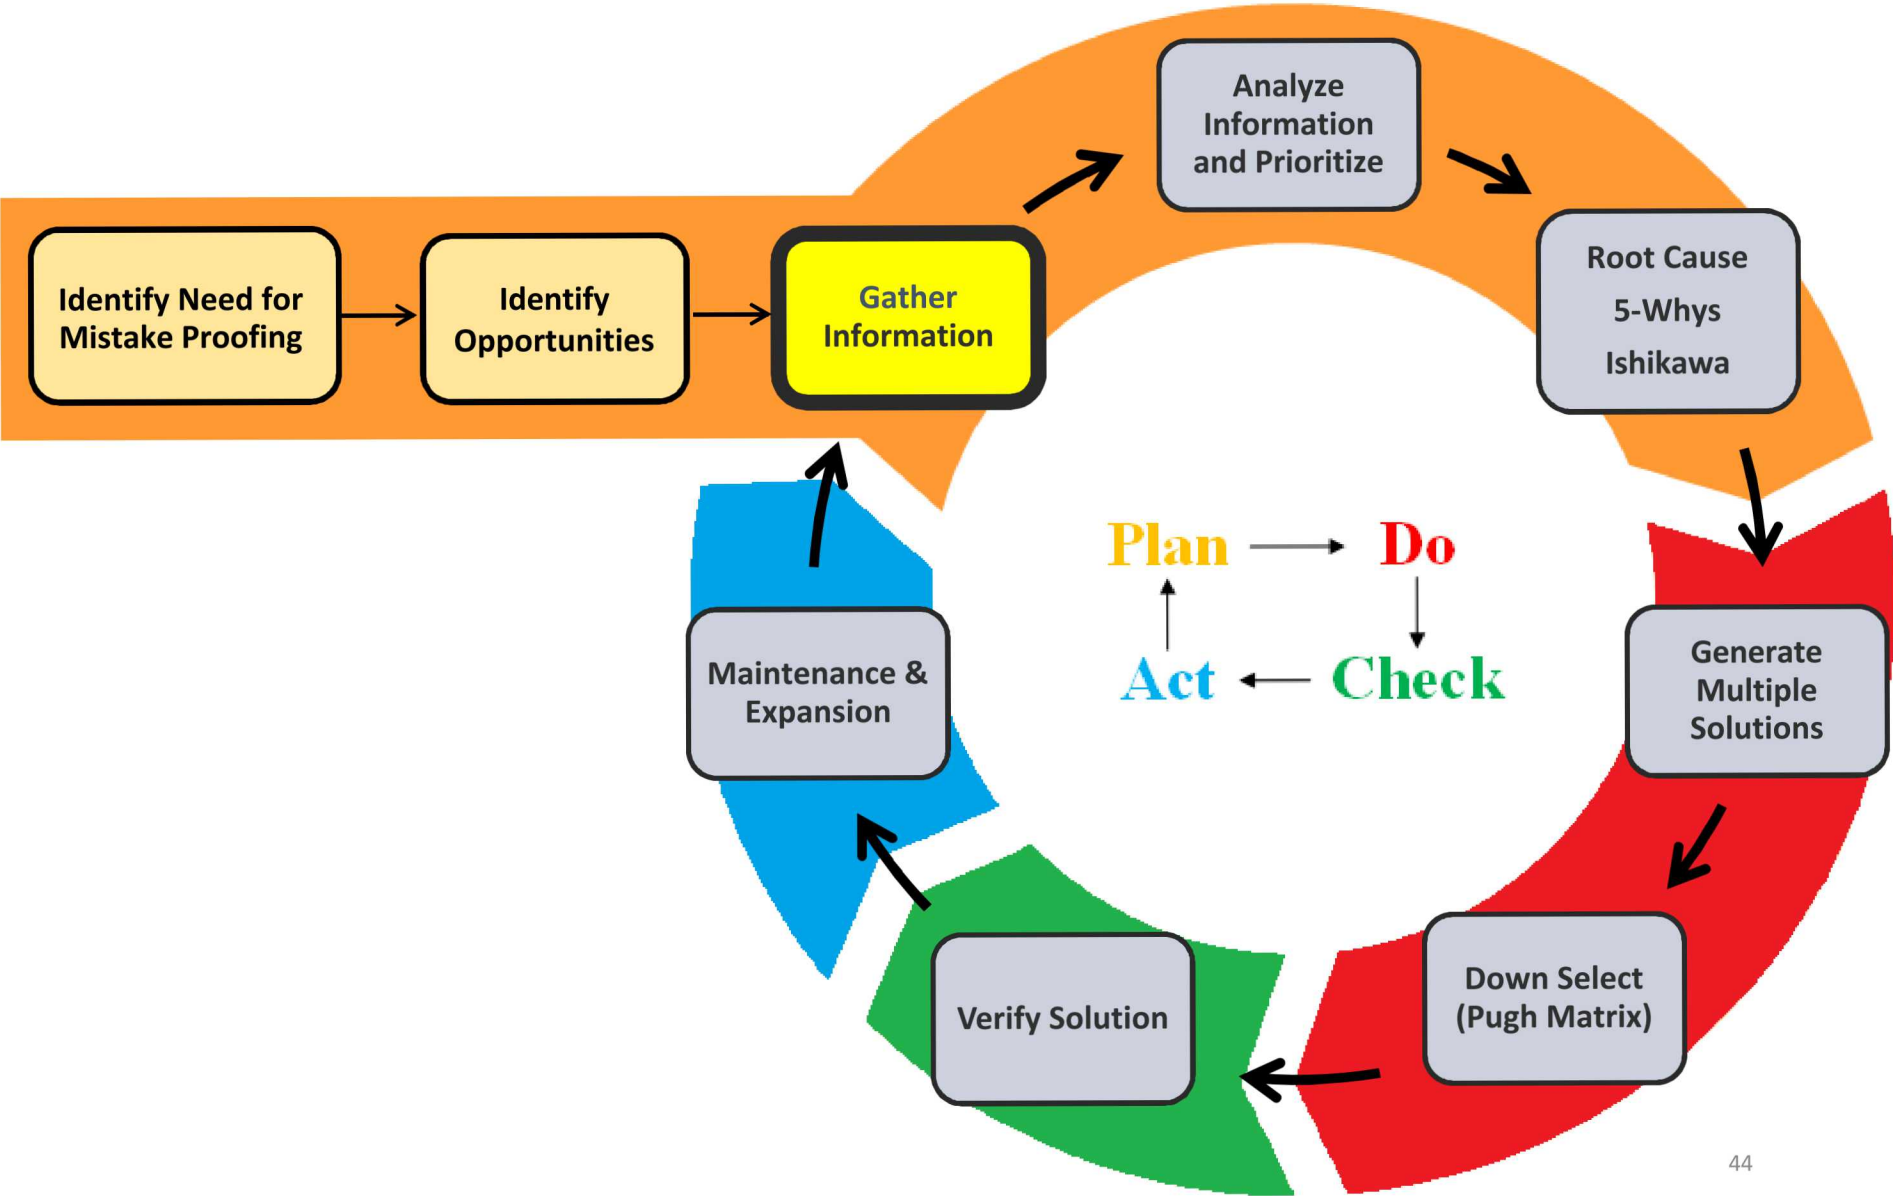 Identify Need for
Mistake Proofing
Identify
Opportunities
Gather
Information
Analyze
Information
and Prioritize
Root Cause
5-Whys
Ishikawa
Generate
Multiple
Solutions
Down Select
(Pugh Matrix)
Verify Solution
Maintenance &
Expansion
Plan
Do
Check
Act
44